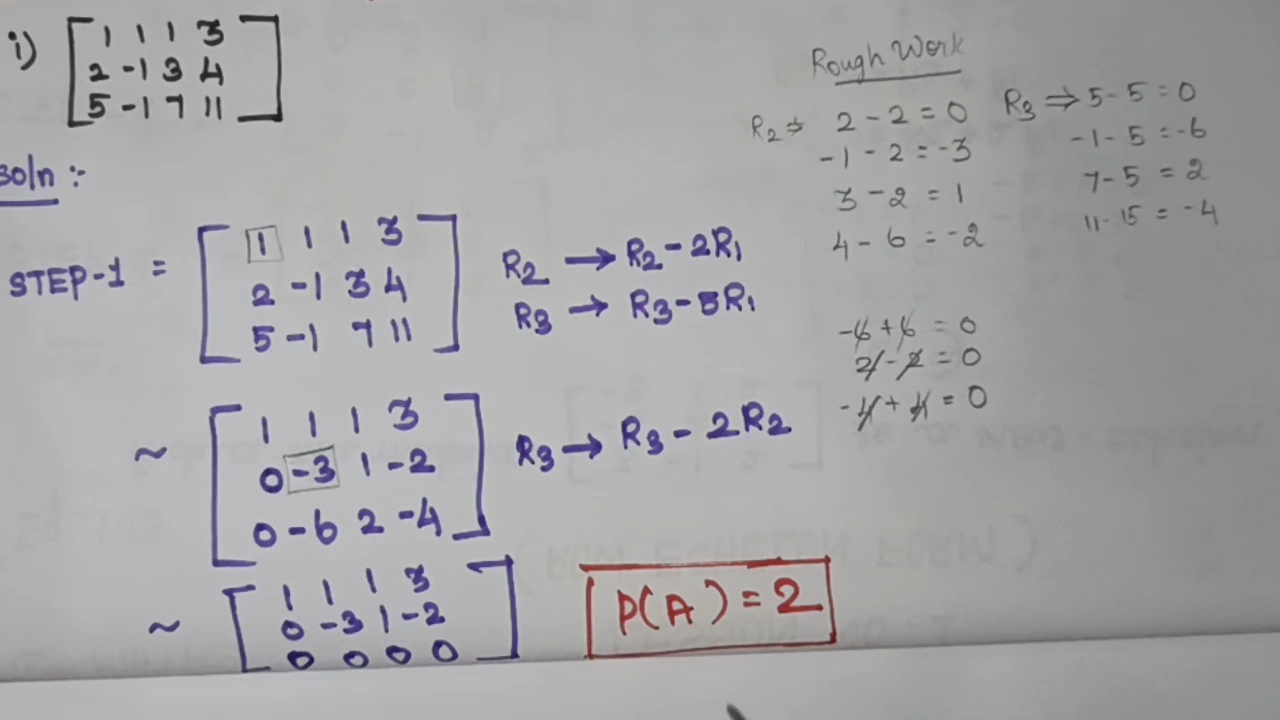 i) [ 1 1 1 3
2 -1 3 4
5 -1 7 11 ]
Soln :-
STEP-1 = [ 1 1 1 3
2 -1 3 4
5 -1 7 11 ]
R2 → R2 - 2R1
R3 → R3 - 5R1
~ [ 1 1 1 3
0 -3 1 -2
0 -6 2 -4 ]
R3 → R3 - 2R2
~ [ 1 1 1 3
0 -3 1 -2
0 0 0 0 ]
P(A) = 2
Rough Work
R2 ⇒ 2 - 2 = 0
-1 - 2 = -3
3 - 2 = 1
4 - 6 = -2
R3 ⇒ 5 - 5 = 0
-1 - 5 = -6
7 - 5 = 2
11 - 15 = -4
-6 + 6 = 0
2 - 2 = 0
-4 + 4 = 0